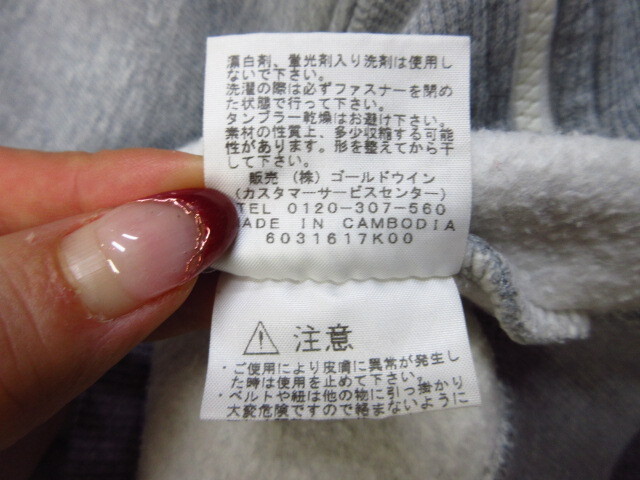 漂白剤、蛍光剤入り洗剤は使用し
ないで下さい。
洗濯の際は必ずファスナーを閉め
た状態で行って下さい。
タンブラー乾燥はお避け下さい。
素材の性質上、多少収縮する可能
性があります。形を整えてから干
して下さい。
販売 (株) ゴールドウイン
(カスタマーサービスセンター)
TEL 0120-307-560
MADE IN CAMBODIA
6031617K00
注意
・ご使用により皮膚に異常が発生し
た時は使用を止めて下さい。
・ベルトや紐は他の物に引っ掛かり
大変危険ですので絡まないように